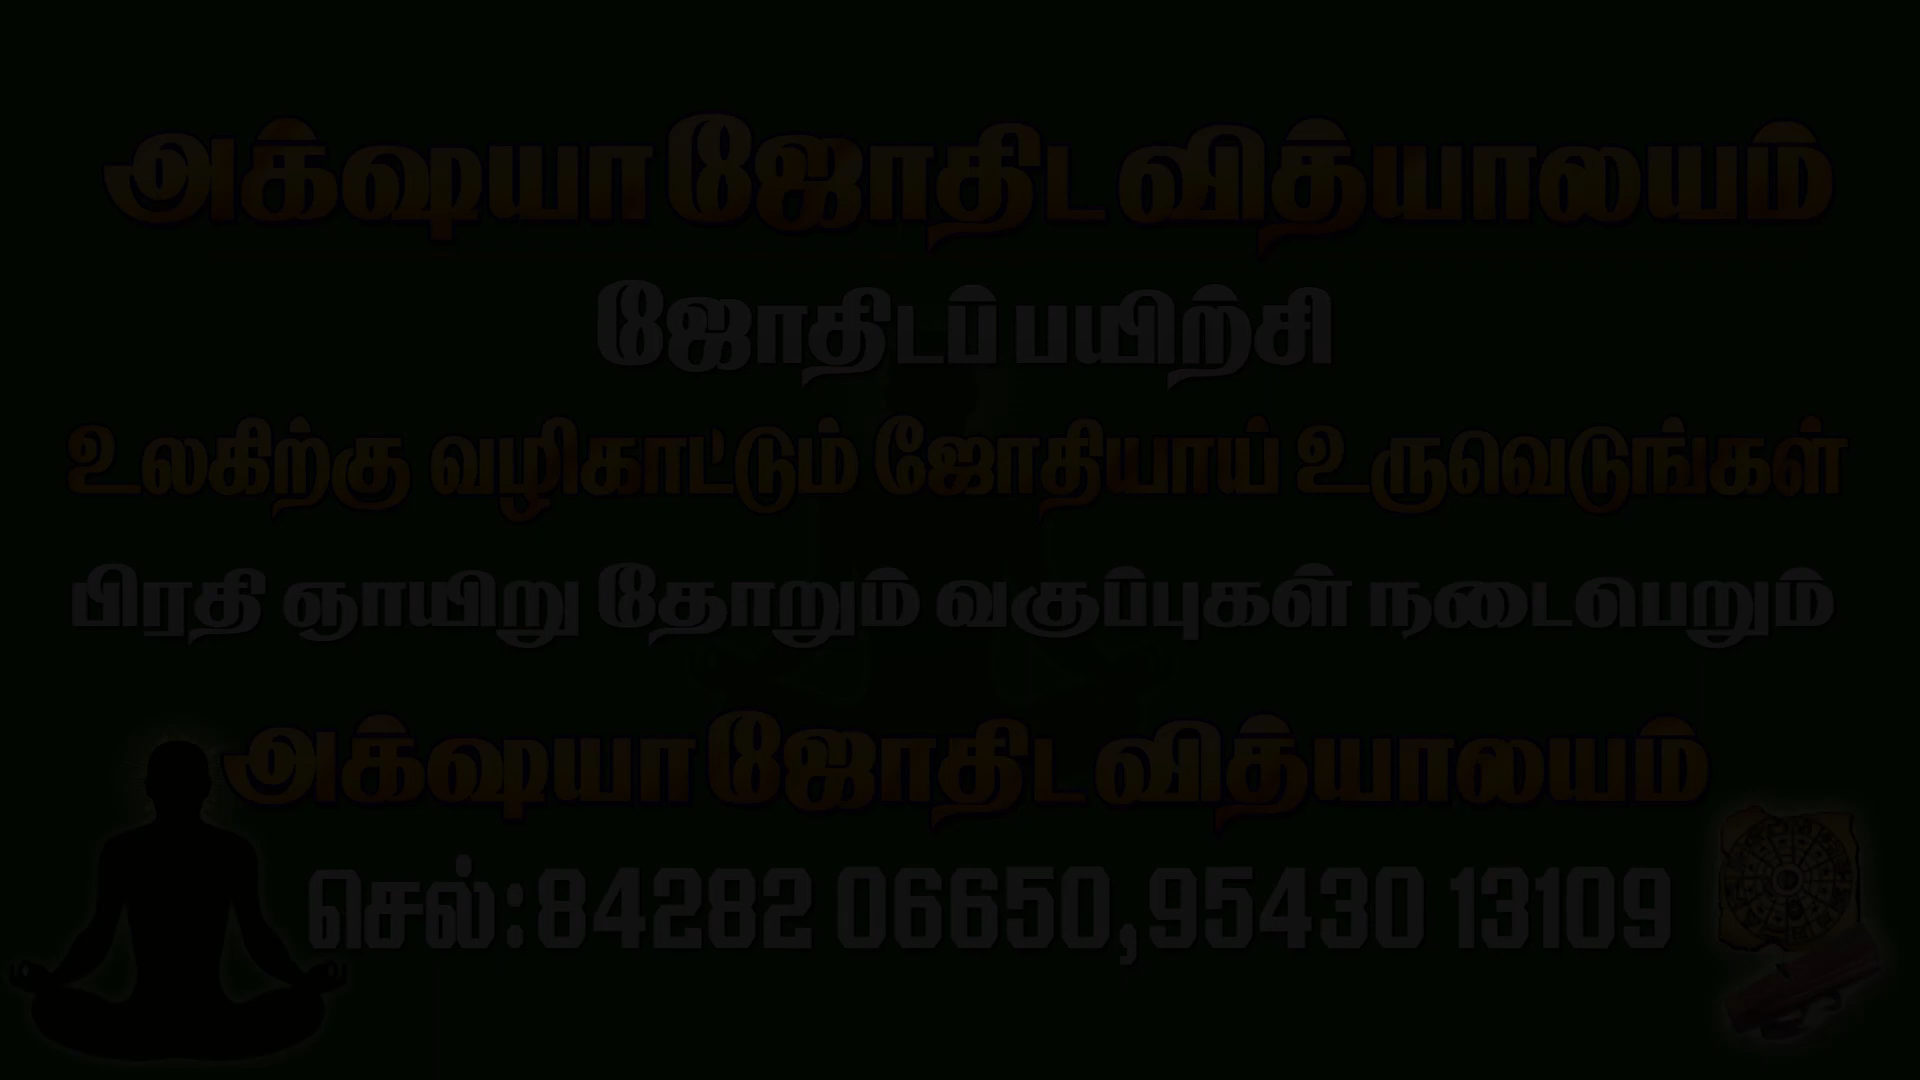 அக்ஷயா ஜோதிட வித்யாலயம்
ஜோதிடப் பயிற்சி
உலகிற்கு வழிகாட்டும் ஜோதியாய் உருவெடுங்கள்
பிரதி ஞாயிறு தோறும் வகுப்புகள் நடைபெறும்
அக்ஷயா ஜோதிட வித்யாலயம்
செல்:84282 06650,95430 13109